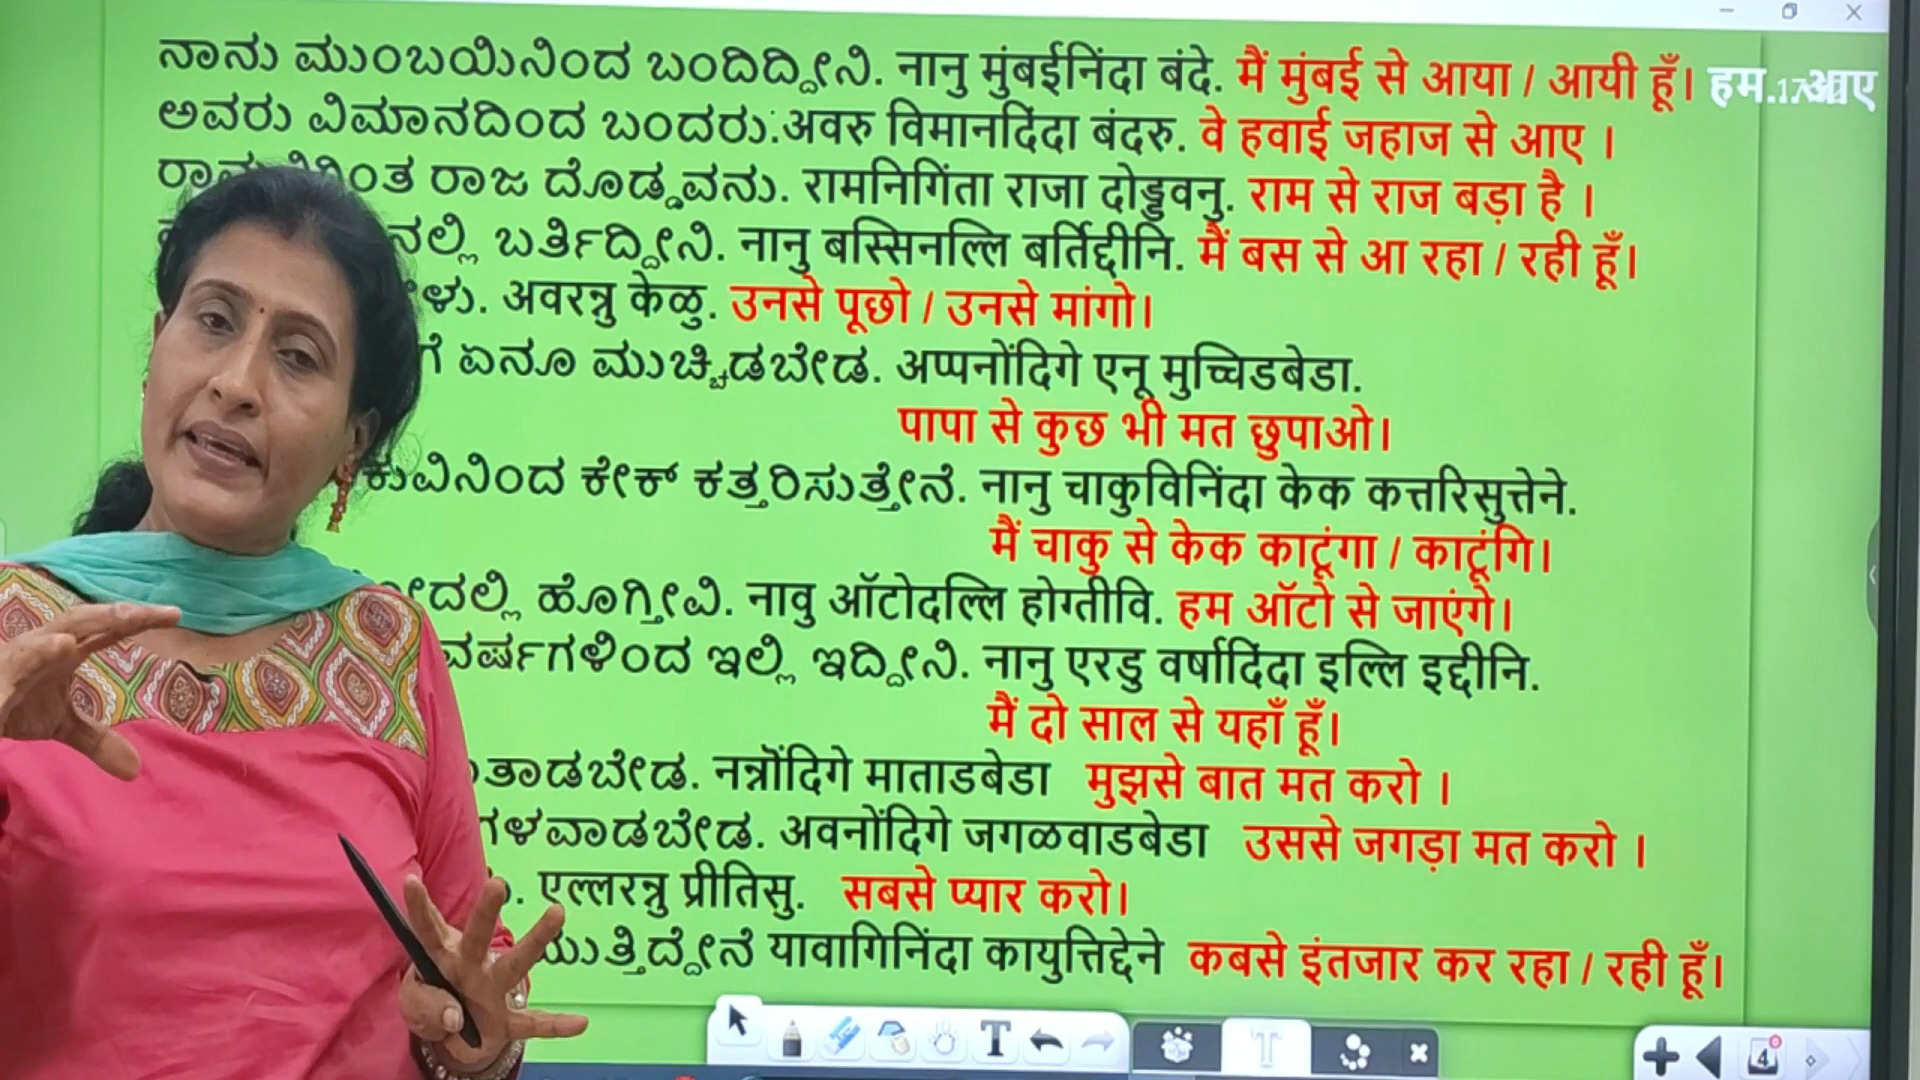 ನಾನು ಮುಂಬಯಿನಿಂದ ಬಂದಿದ್ದೀನಿ. नानु मुंबईनिंदा बंदे. मैं मुंबई से आया / आयी हूँ। हम..आए
ಅವರು ವಿಮಾನದಿಂದ ಬಂದರು. अवरु विमानदिंदा बंदरु. वे हवाई जहाज से आए ।
ರಾಜ ದೊಡ್ಡವನು. रामनिगिंता राजा दोड्डवनु. राम से राज बड़ा है ।
ನಲ್ಲಿ ಬರ್ತಿದ್ದೀನಿ. नानु बस्सिनल्लि बर्तिद्दीनि. मैं बस से आ रहा / रही हूँ।
ಳು. अवरन्नु केळु. उनसे पूछो / उनसे मांगो।
ಗೆ ಏನೂ ಮುಚ್ಚಿಡಬೇಡ. अप्पनोंदिगे एनू मुच्चिडबेडा.
पापा से कुछ भी मत छुपाओ।
ಕುವಿನಿಂದ ಕೇಕ್ ಕತ್ತರಿಸುತ್ತೇನೆ. नानु चाकुविनिंदा केक कत्तरिसुत्तेने.
मैं चाकु से केक काटूंगा / काटूंगि।
ದಲ್ಲಿ ಹೊಗ್ತೀವಿ. नावु ऑटोदल्लि होग्तीवि. हम ऑटो से जाएंगे।
ವರ್ಷಗಳಿಂದ ಇಲ್ಲಿ ಇದ್ದೀನಿ. नानु एरडु वर्षादिंदा इल्लि इद्दीनि.
मैं दो साल से यहाँ हूँ।
ತಾಡಬೇಡ. नन्नोंदिगे माताडबेडा मुझसे बात मत करो ।
ಗಳವಾಡಬೇಡ. अवनोंदिगे जगळवाडबेडा उससे जगड़ा मत करो ।
एल्लरन्नु प्रीतिसु. सबसे प्यार करो।
ಯುತ್ತಿದ್ದೇನೆ यावागिनिंदा कायुत्तिद्देने कबसे इंतजार कर रहा / रही हूँ।
T T
4